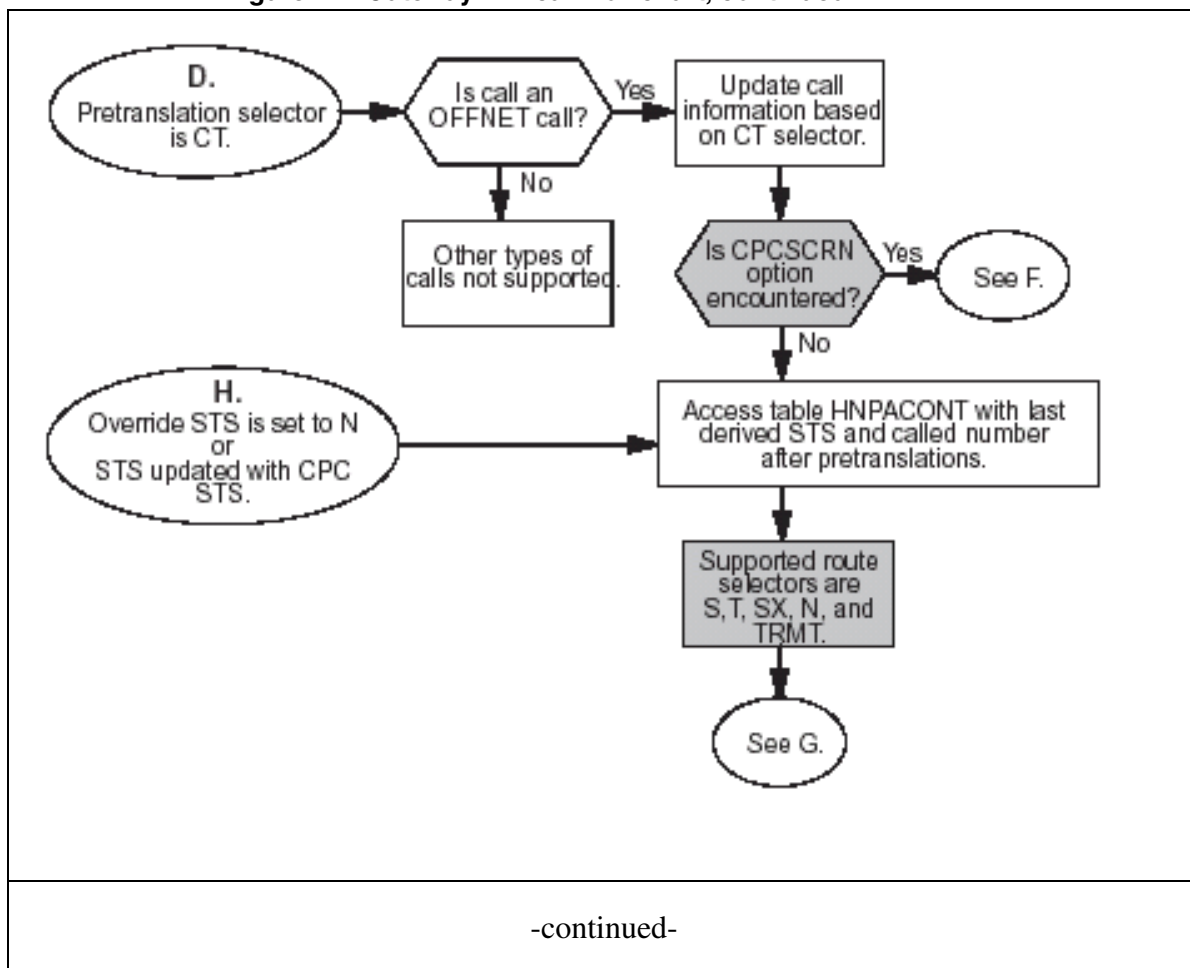 D.
Pretranslation selector
is CT.
Is call an
OFFNET call?
Yes
Update call
information based
on CT selector.
No
Other types of
calls not supported.
Is CPCSCRN
option
encountered?
Yes
See F.
No
H.
Override STS is set to N
or
STS updated with CPC
STS.
Access table HNPACONT with last
derived STS and called number
after pretranslations.
Supported route
selectors are
S,T, SX, N, and
TRMT.
See G.
-continued-